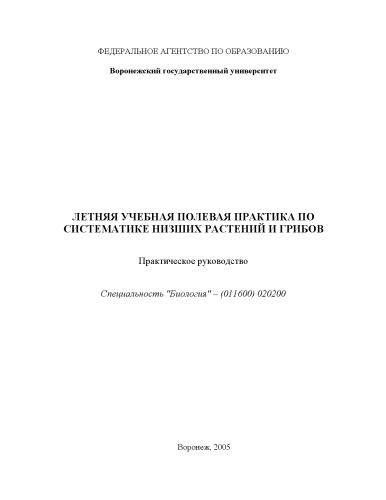 ФЕДЕРАЛЬНОЕ АГЕНТСТВО ПО ОБРАЗОВАНИЮ
Воронежский государственный университет
ЛЕТНЯЯ УЧЕБНАЯ ПОЛЕВАЯ ПРАКТИКА ПО
СИСТЕМАТИКЕ НИЗШИХ РАСТЕНИЙ И ГРИБОВ
Практическое руководство
Специальность "Биология" – (011600) 020200
Воронеж, 2005